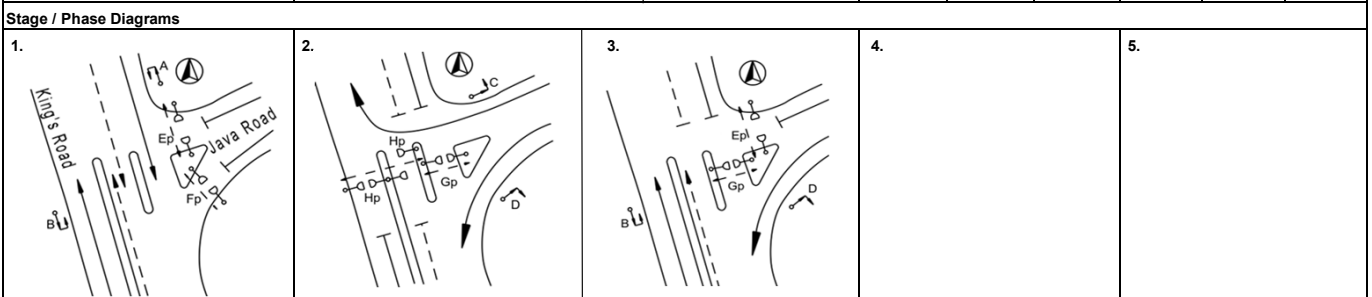 Stage / Phase Diagrams
1.
King's Road
A
Ep
Java Road
Fp
B
2.
C
Hp
Gp
Hp
D
3.
Ep
Gp
D
B
4.
5.